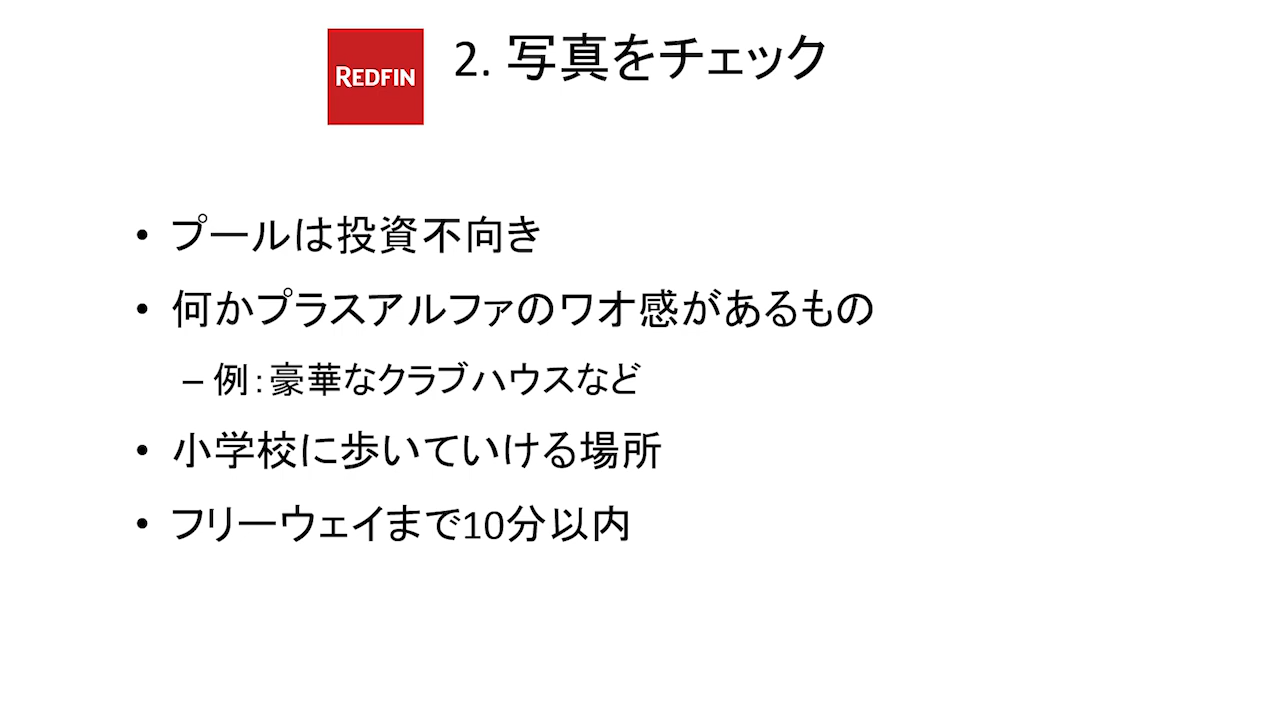 REDFIN
2. 写真をチェック
• プールは投資不向き
• 何かプラスアルファのワオ感があるもの
– 例：豪華なクラブハウスなど
• 小学校に歩いていける場所
• フリーウェイまで10分以内